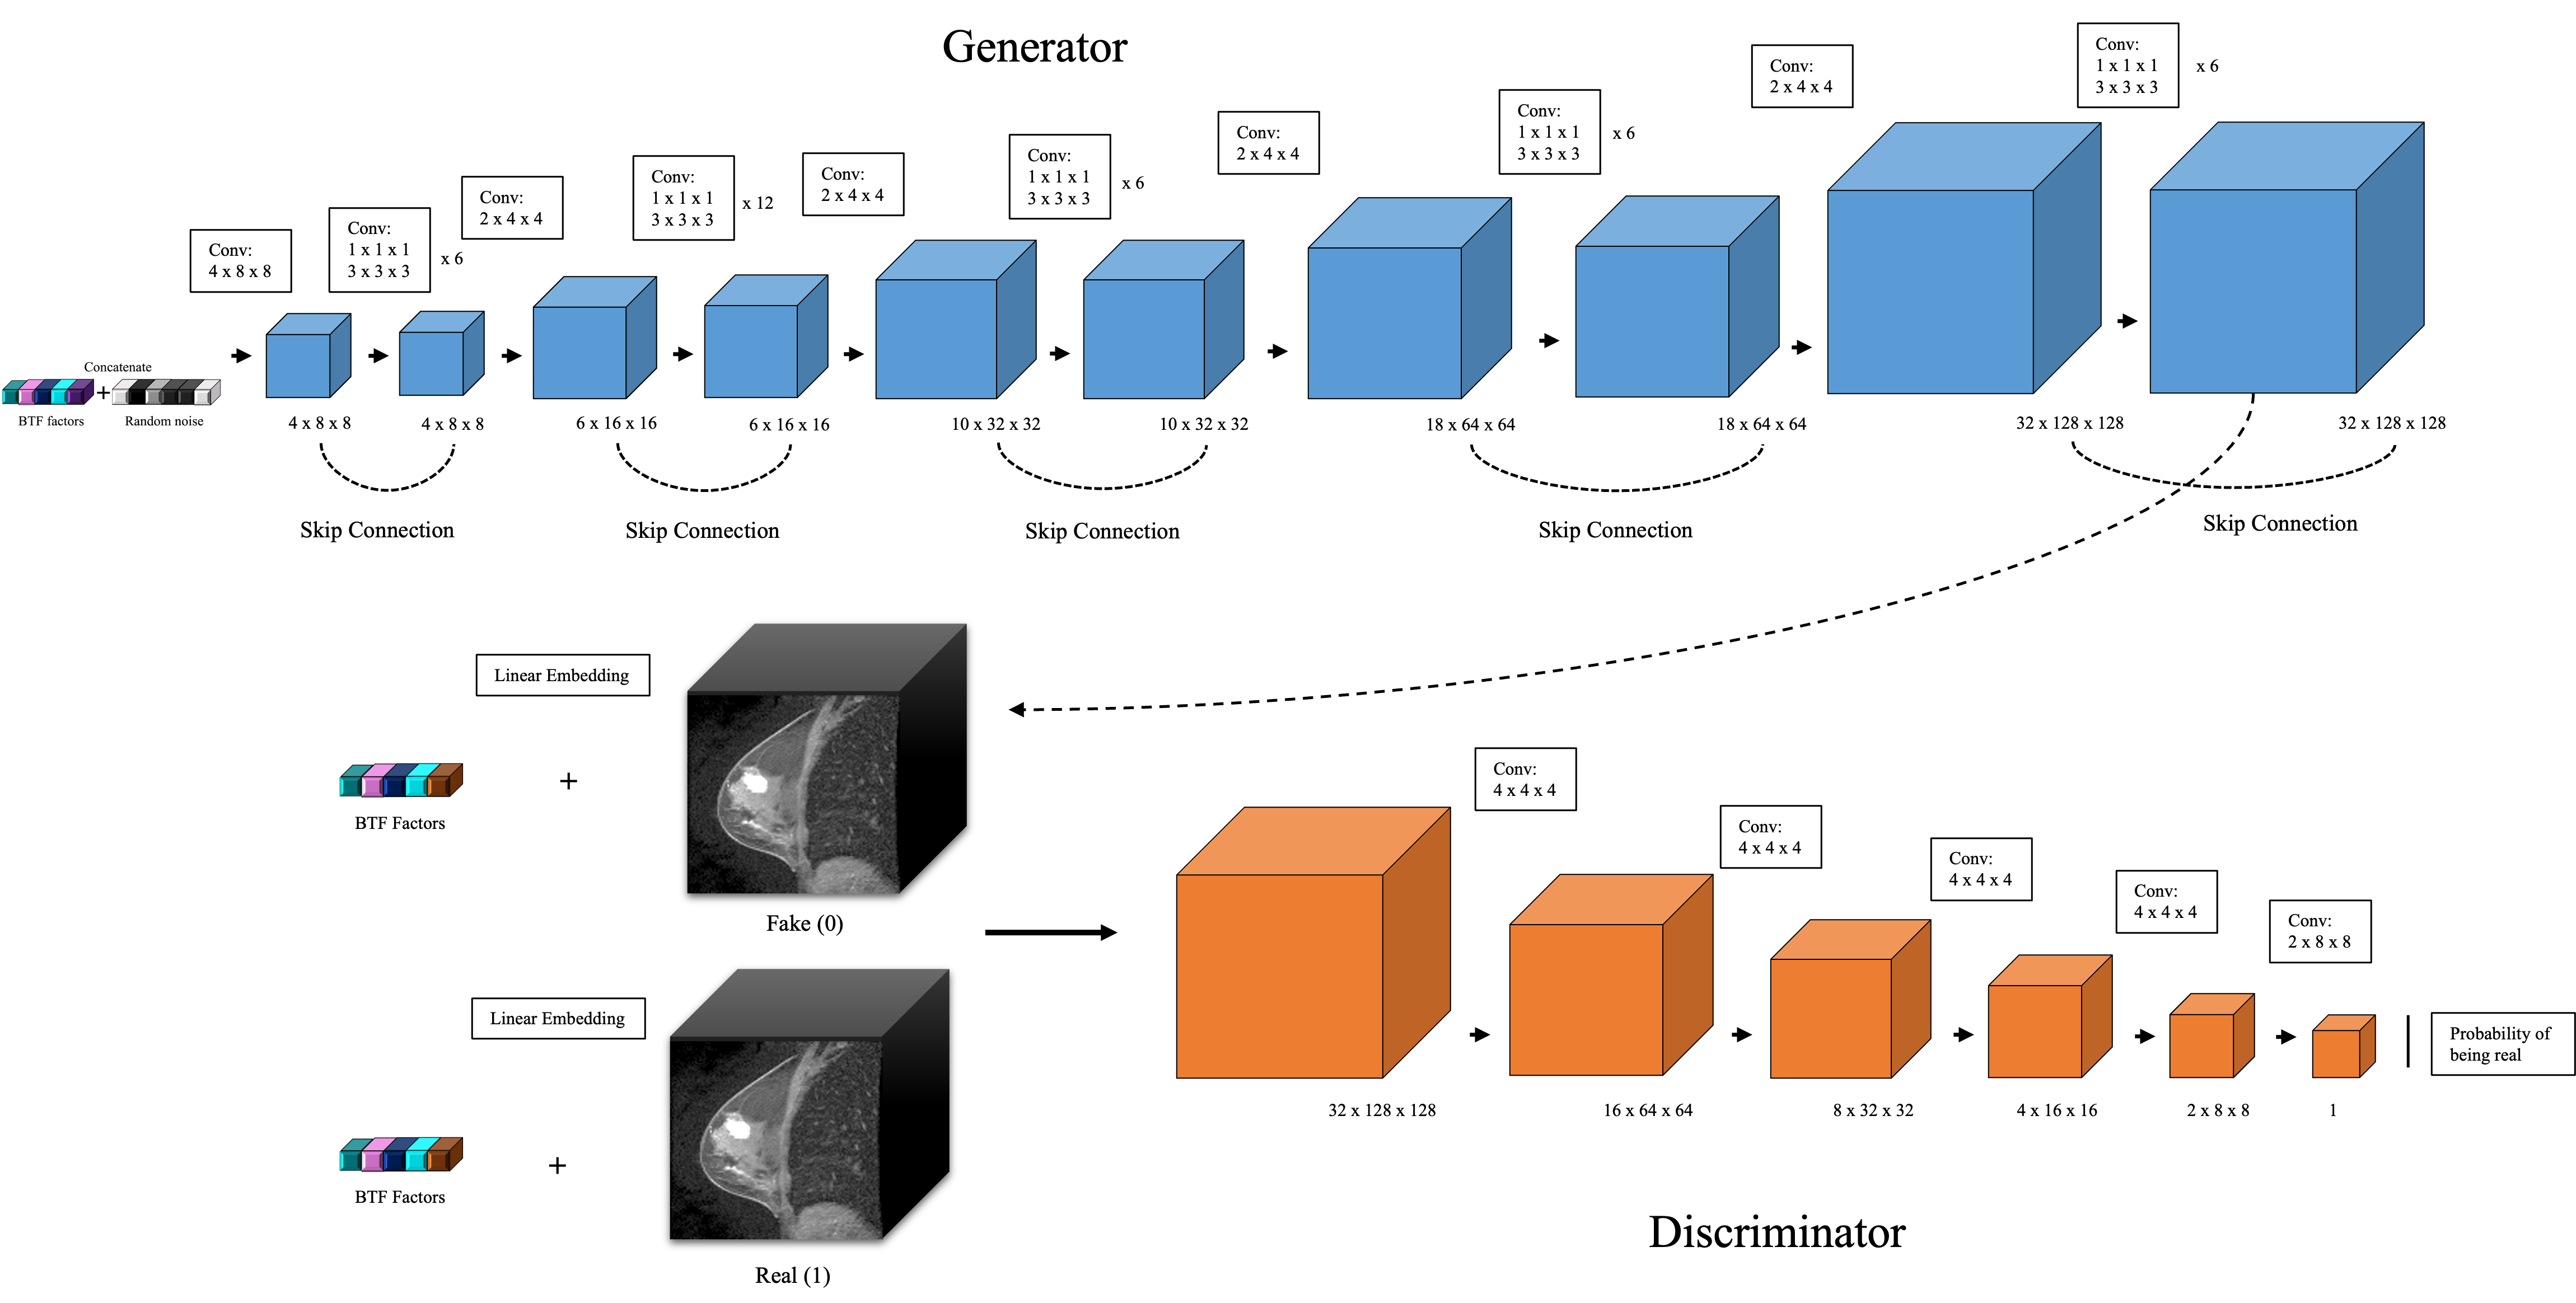 Generator
Conv:
4 x 8 x 8
Conv:
1 x 1 x 1
3 x 3 x 3
x 6
Conv:
2 x 4 x 4
Conv:
1 x 1 x 1
3 x 3 x 3
x 12
Conv:
2 x 4 x 4
Conv:
1 x 1 x 1
3 x 3 x 3
x 6
Conv:
2 x 4 x 4
Conv:
1 x 1 x 1
3 x 3 x 3
x 6
Conv:
2 x 4 x 4
Conv:
1 x 1 x 1
3 x 3 x 3
x 6
Concatenate
+
BTF factors
Random noise
4 x 8 x 8
4 x 8 x 8
6 x 16 x 16
6 x 16 x 16
10 x 32 x 32
10 x 32 x 32
18 x 64 x 64
18 x 64 x 64
32 x 128 x 128
32 x 128 x 128
Skip Connection
Skip Connection
Skip Connection
Skip Connection
Skip Connection
Linear Embedding
+
BTF Factors
Fake (0)
Linear Embedding
+
BTF Factors
Real (1)
Conv:
4 x 4 x 4
Conv:
4 x 4 x 4
Conv:
4 x 4 x 4
Conv:
4 x 4 x 4
Conv:
2 x 8 x 8
Probability of
being real
32 x 128 x 128
16 x 64 x 64
8 x 32 x 32
4 x 16 x 16
2 x 8 x 8
1
Discriminator